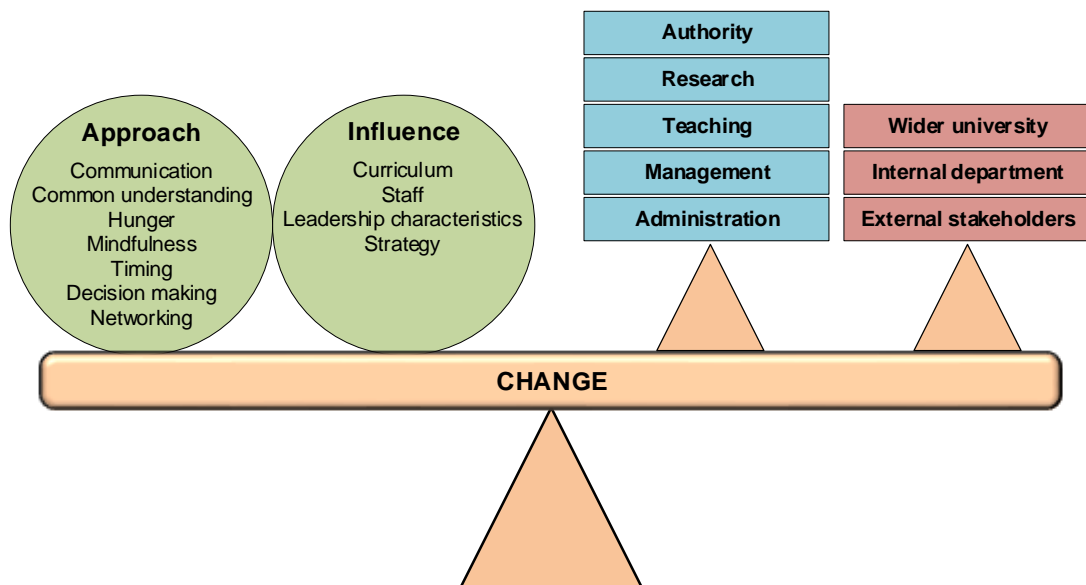 Approach
Communication
Common understanding
Hunger
Mindfulness
Timing
Decision making
Networking
Influence
Curriculum
Staff
Leadership characteristics
Strategy
Authority
Research
Teaching
Management
Administration
Wider university
Internal department
External stakeholders
CHANGE